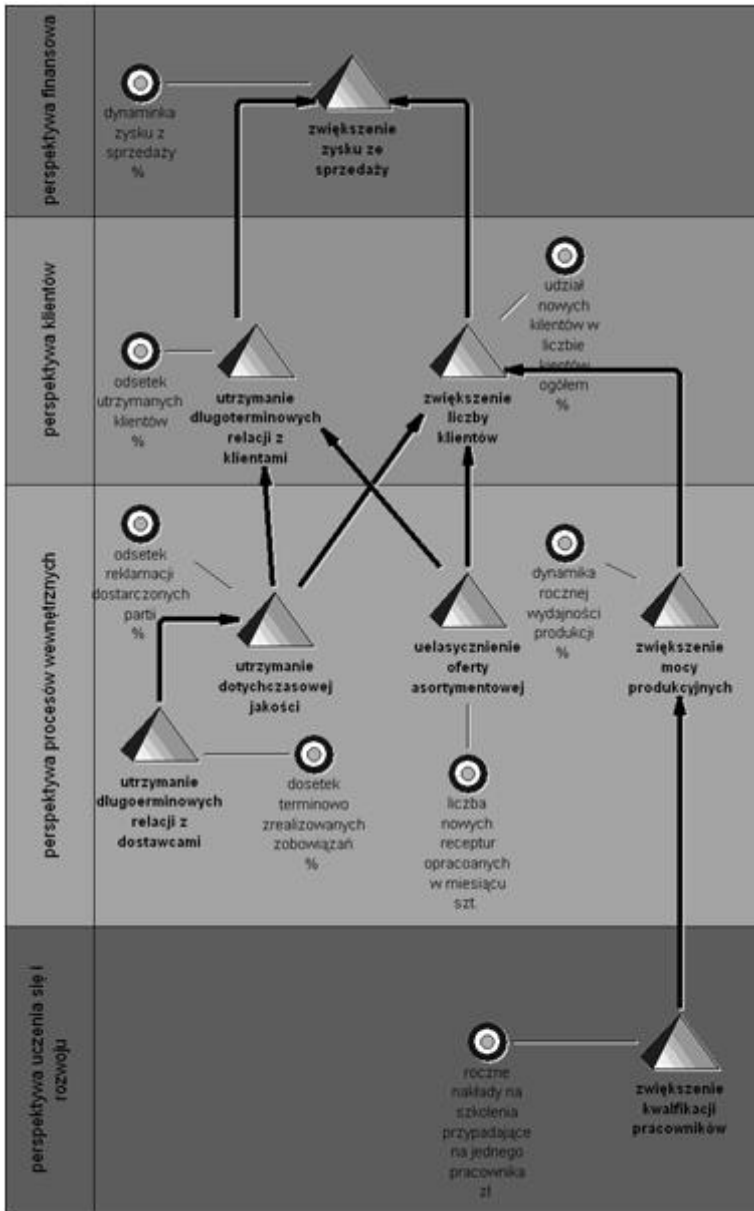 perspektywa finansowa
dynaminka
zysku z
sprzedaży
%
zwiększenie
zysku ze
sprzedaży
perspektywa klientów
odsetek
utrzymanych
klientów
%
utrzymanie
dlugoterminowych
relacji z
klientami
zwiększenie
liczby
klientów
udział
nowych
kilentów w
liczbie
kientów
ogółem
%
perspektywa procesów wewnętrznych
odsetek
reklamacji
dostarczonych
partii
%
utrzymanie
dotychczasowej
jakości
uelasycznienie
oferty
asortymentowej
dynamika
rocznej
wydajności
produkcji
%
zwiększenie
mocy
produkcyjnych
utrzymanie
dlugoerminowych
relacji z
dostawcami
dosetek
terminowo
zrealizowanych
zobowiązań
%
liczba
nowych
receptur
opracoanych
w miesiącu
szt.
perspektywa uczenia się i
rozwoju
roczne
nakłady na
szkolenia
przypadające
na jednego
pracownika
zł
zwiększenie
kwalfikacji
pracowników